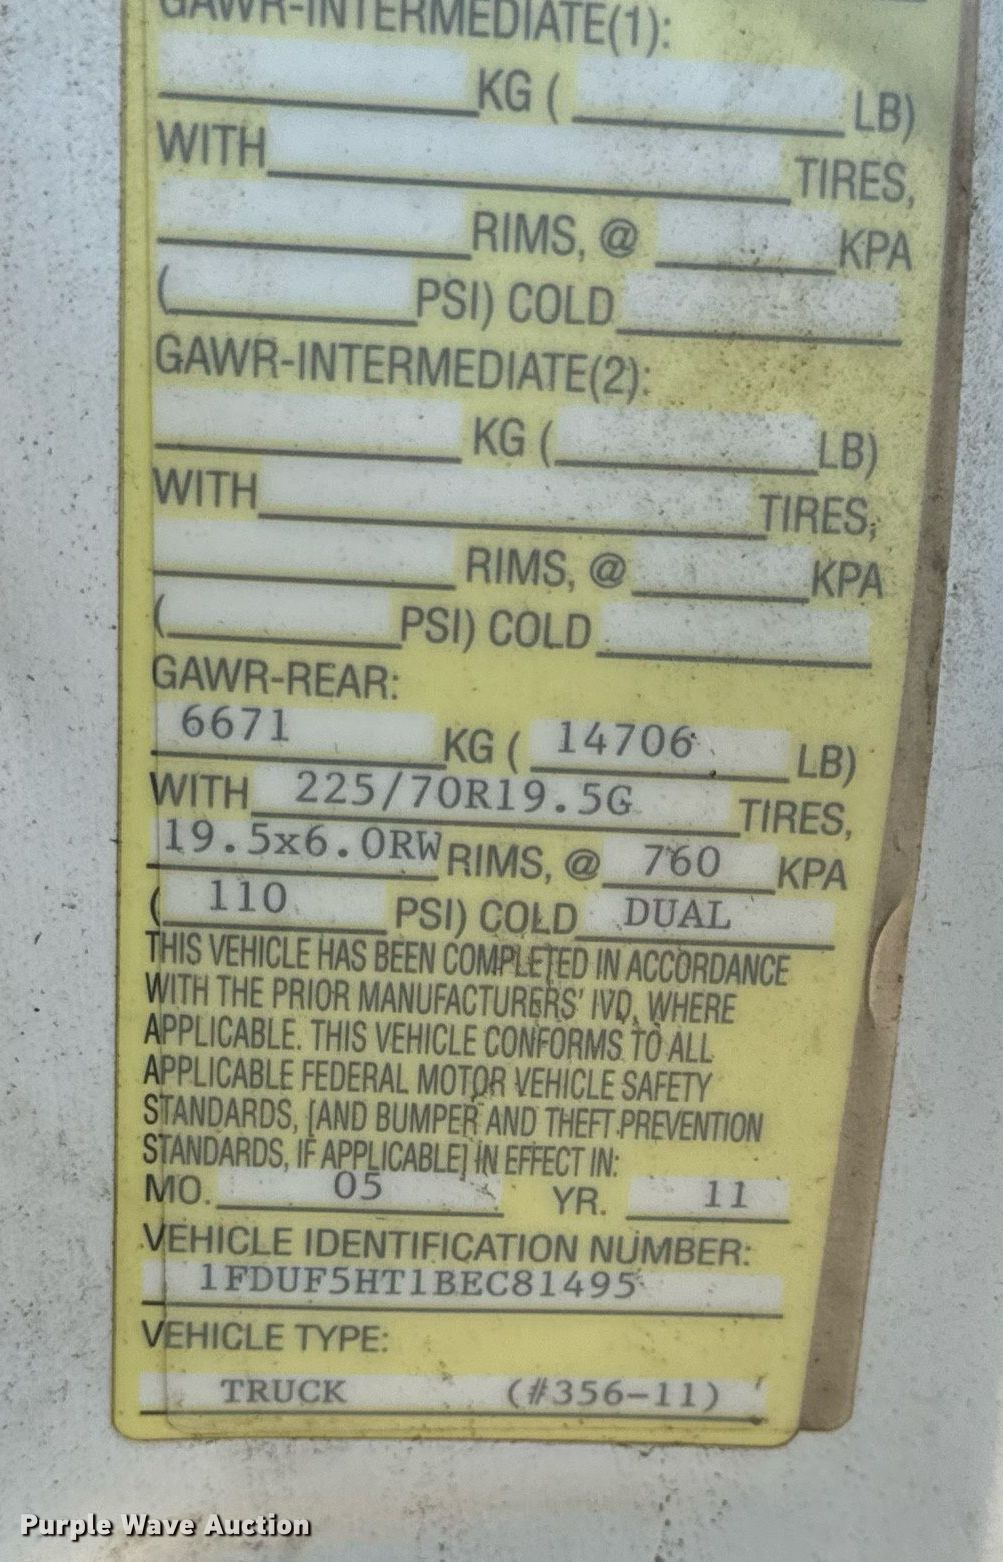 GAWR-INTERMEDIATE(1):
KG ( LB)
WITH TIRES,
RIMS, @ KPA
( PSI) COLD
GAWR-INTERMEDIATE(2):
KG ( LB)
WITH TIRES,
RIMS, @ KPA
( PSI) COLD
GAWR-REAR:
6671 KG ( 14706 LB)
WITH 225/70R19.5G TIRES,
19.5x6.0RW RIMS, @ 760 KPA
( 110 PSI) COLD DUAL
THIS VEHICLE HAS BEEN COMPLETED IN ACCORDANCE
WITH THE PRIOR MANUFACTURERS' IVD, WHERE
APPLICABLE. THIS VEHICLE CONFORMS TO ALL
APPLICABLE FEDERAL MOTOR VEHICLE SAFETY
STANDARDS, [AND BUMPER AND THEFT PREVENTION
STANDARDS, IF APPLICABLE] IN EFFECT IN:
MO. 05 YR. 11
VEHICLE IDENTIFICATION NUMBER:
1FDUF5HT1BEC81495
VEHICLE TYPE:
TRUCK (#356-11)
Purple Wave Auction